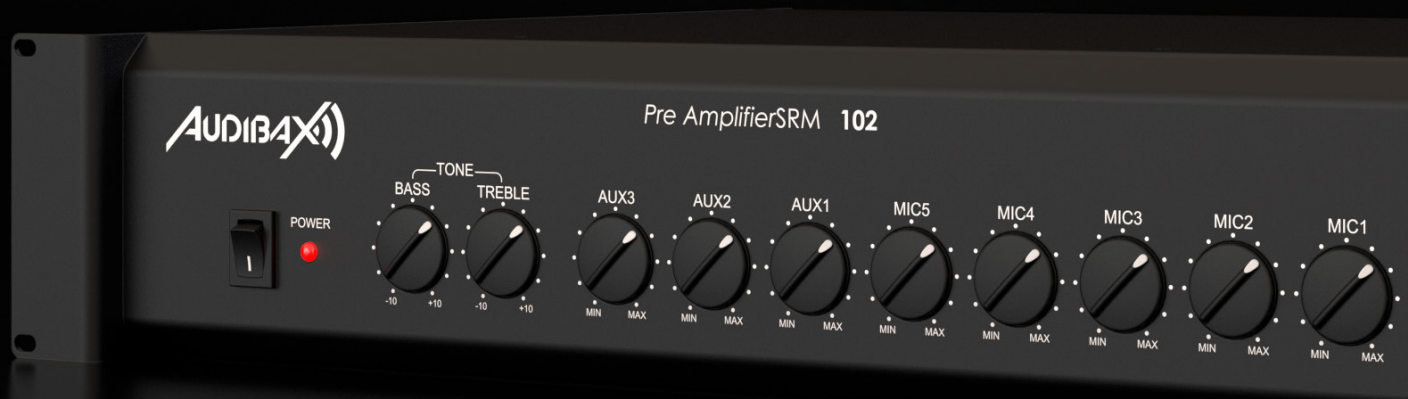 AUDIBAX
Pre AmplifierSRM 102
TONE
BASS TREBLE
POWER
-10 +10 -10 +10
AUX3 AUX2 AUX1 MIC5 MIC4 MIC3 MIC2 MIC1
MIN MAX MIN MAX MIN MAX MIN MAX MIN MAX MIN MAX MIN MAX MIN MAX